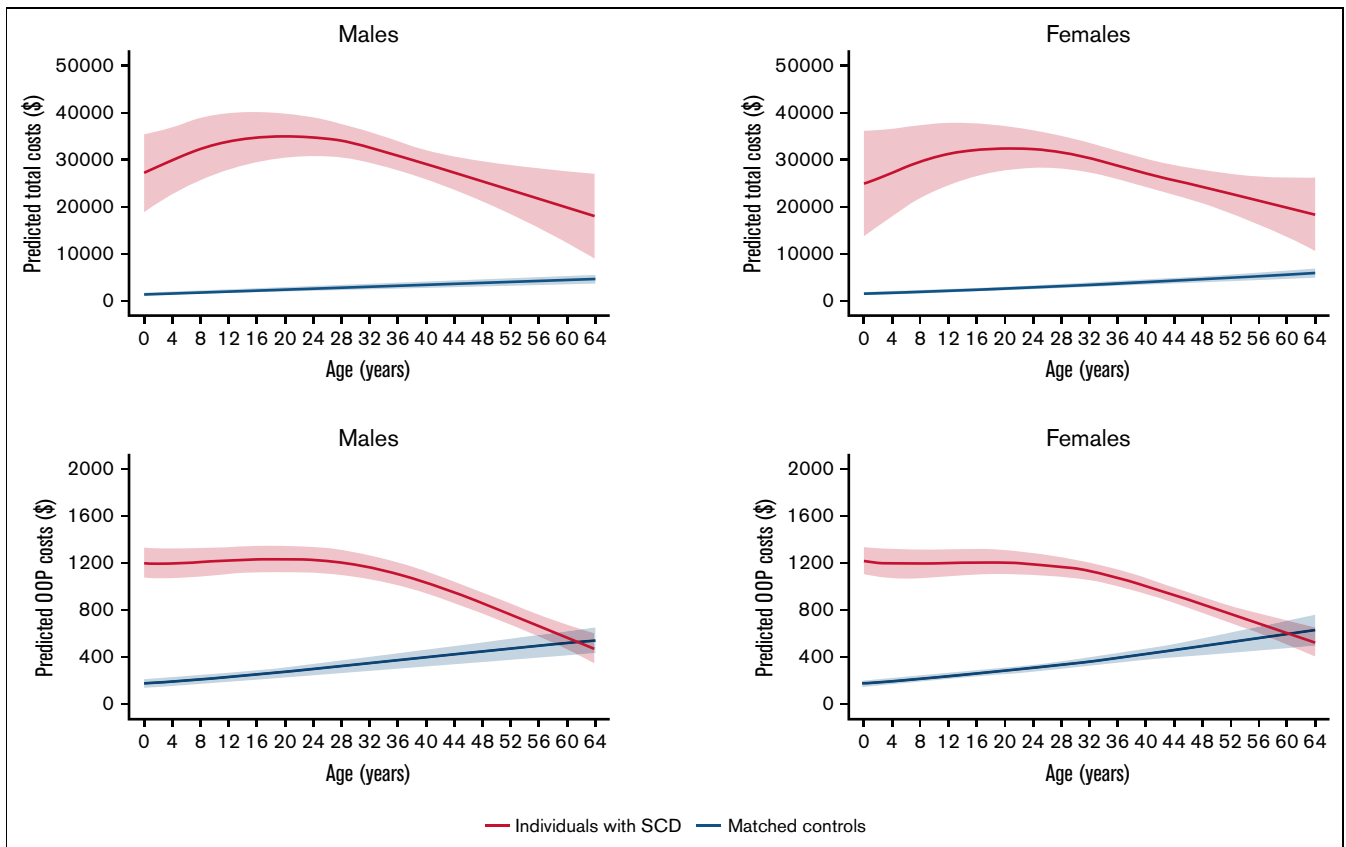 Males
Predicted total costs ($)
50000
40000
30000
20000
10000
0
0 4 8 12 16 20 24 28 32 36 40 44 48 52 56 60 64
Age (years)
Females
Predicted total costs ($)
50000
40000
30000
20000
10000
0
0 4 8 12 16 20 24 28 32 36 40 44 48 52 56 60 64
Age (years)
Males
Predicted OOP costs ($)
2000
1600
1200
800
400
0
0 4 8 12 16 20 24 28 32 36 40 44 48 52 56 60 64
Age (years)
Females
Predicted OOP costs ($)
2000
1600
1200
800
400
0
0 4 8 12 16 20 24 28 32 36 40 44 48 52 56 60 64
Age (years)
Individuals with SCD Matched controls